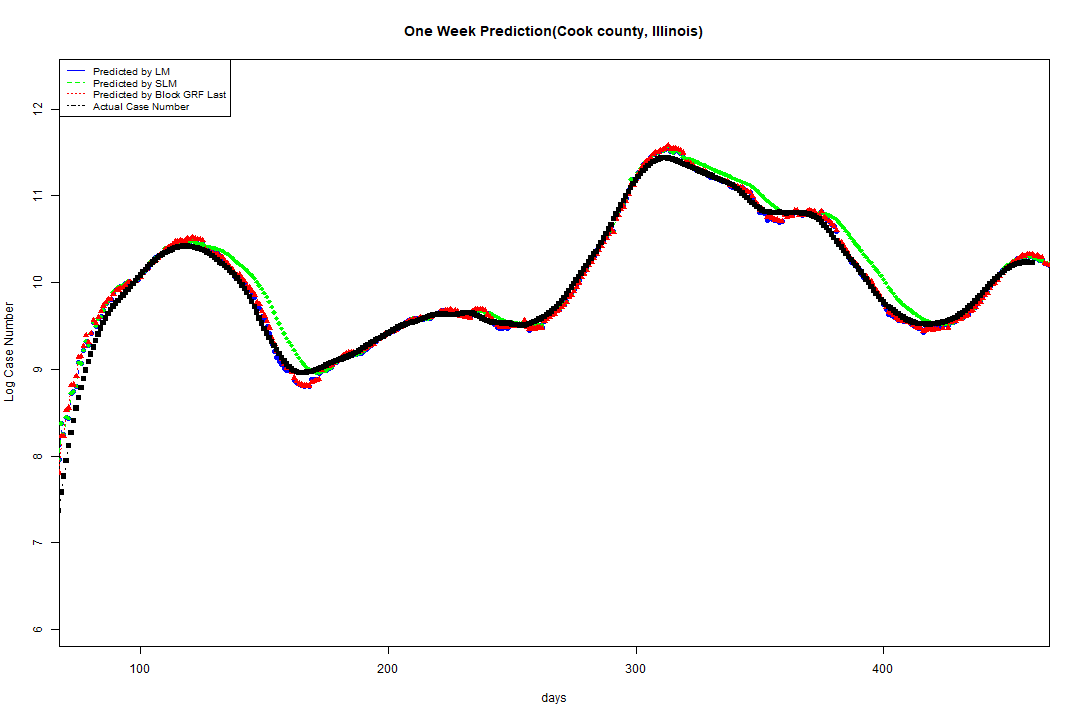 One Week Prediction(Cook county, Illinois)
Predicted by LM
Predicted by SLM
Predicted by Block GRF Last
Actual Case Number
12
11
10
9
8
7
6
Log Case Number
100 200 300 400
days